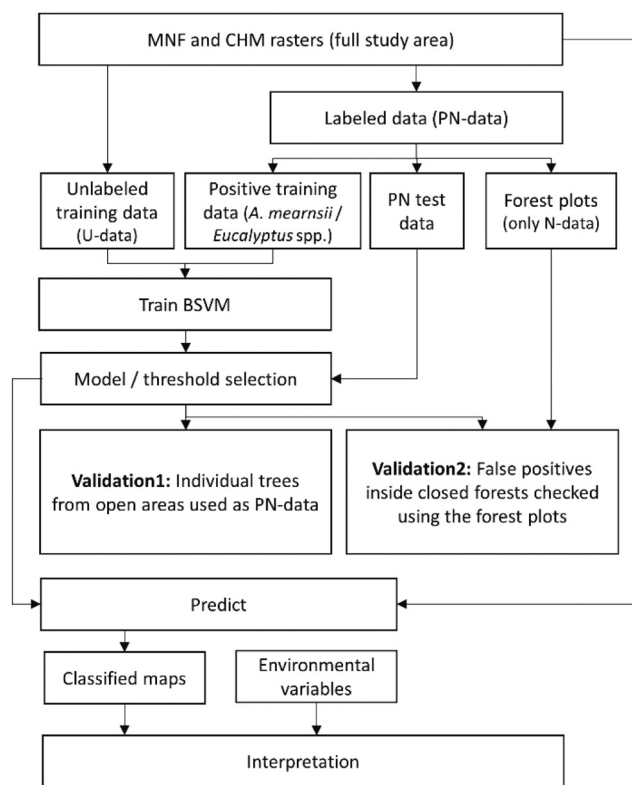 MNF and CHM rasters (full study area)
Labeled data (PN-data)
Unlabeled
training data
(U-data)
Positive training
data (A. mearnsii /
Eucalyptus spp.)
PN test
data
Forest plots
(only N-data)
Train BSVM
Model / threshold selection
Validation1: Individual trees
from open areas used as PN-data
Validation2: False positives
inside closed forests checked
using the forest plots
Predict
Classified maps
Environmental
variables
Interpretation